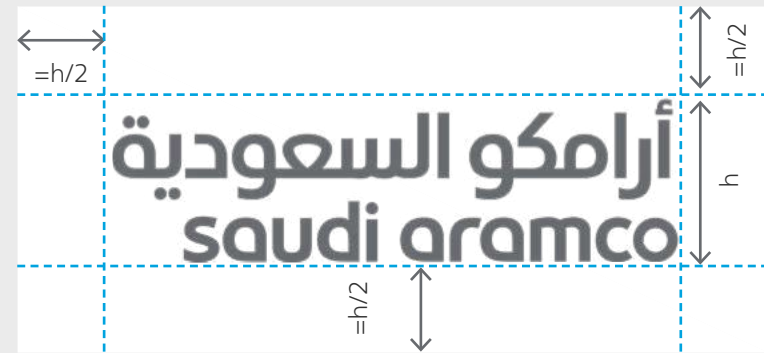 =h/2
=h/2
أرامكو السعودية
h
saudi aramco
=h/2